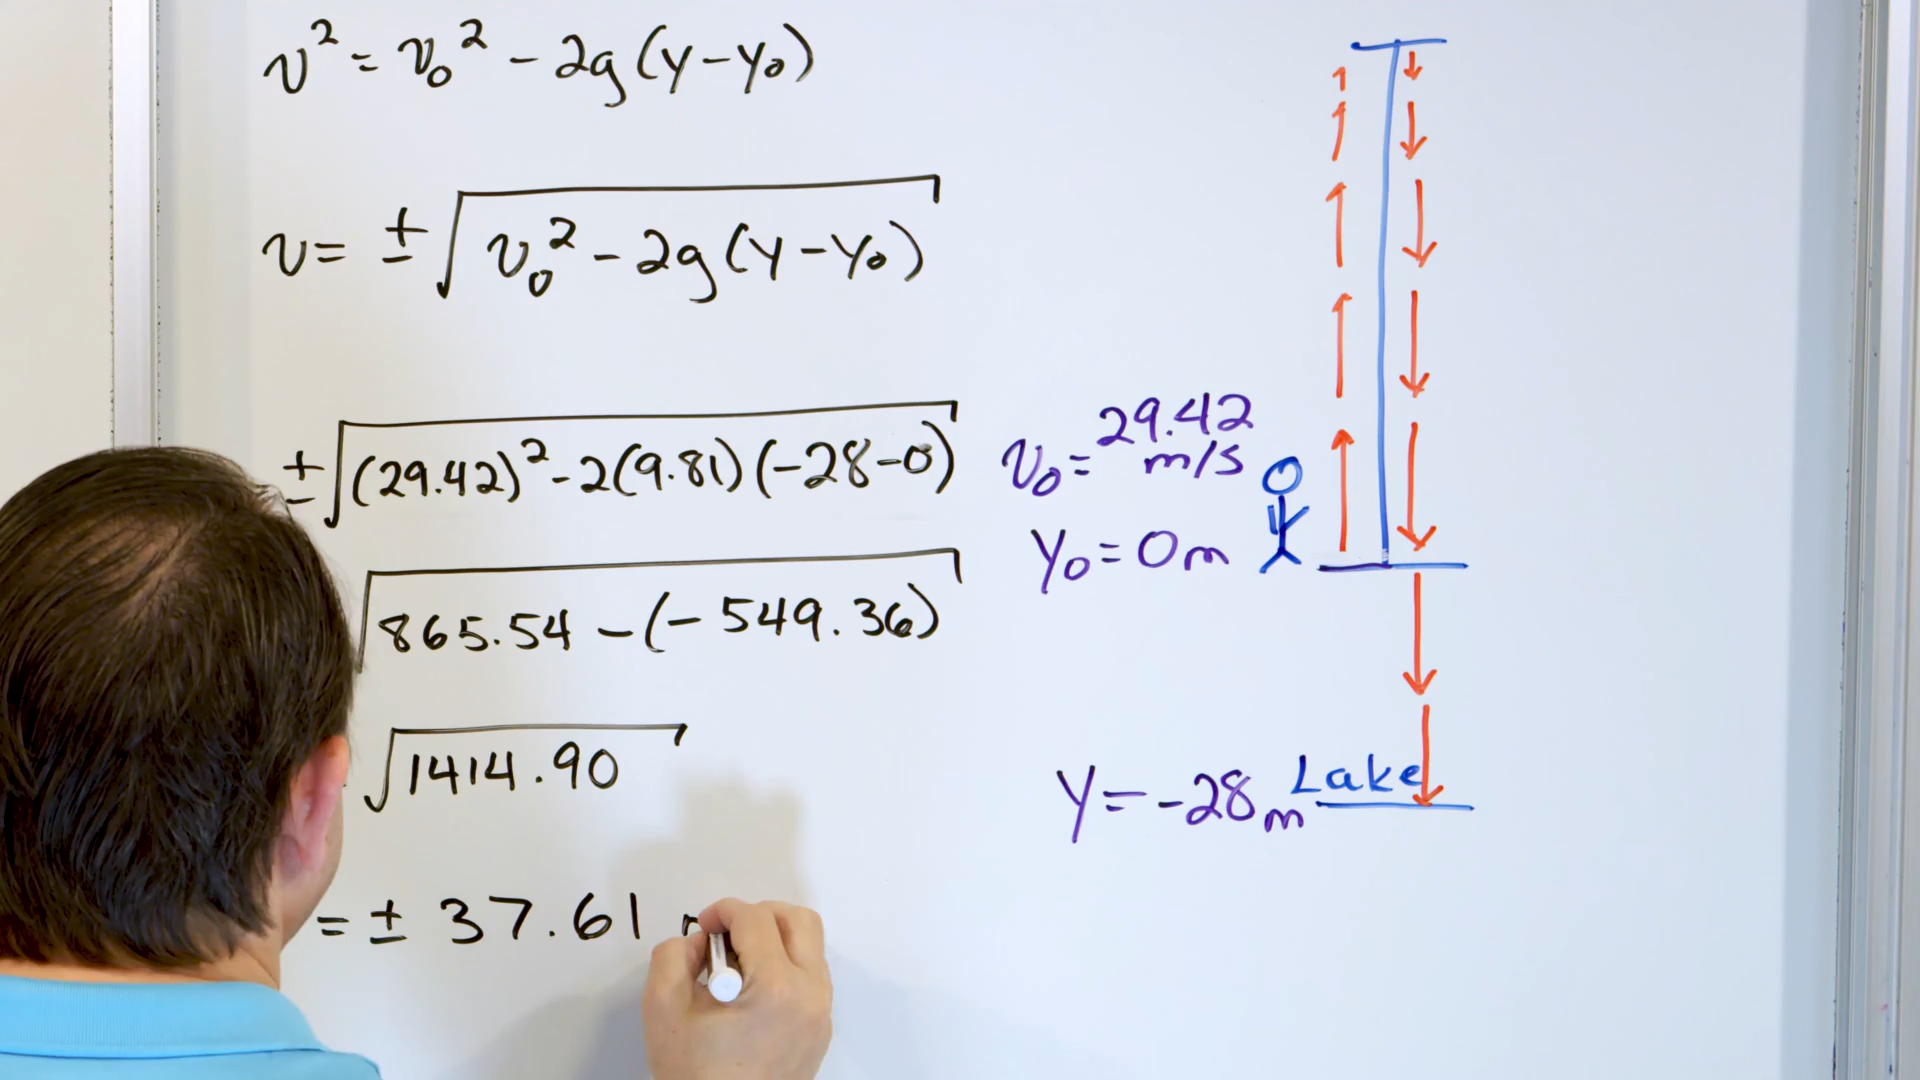 v² = v₀² - 2g(y-y₀)
v = ±√(v₀² - 2g(y-y₀))
±√((29.42)² - 2(9.81)(-28-0))
√(865.54 - (-549.36))
√(1414.90)
= ± 37.61
v₀ = 29.42 m/s
y₀ = 0m
y = -28m
Lake